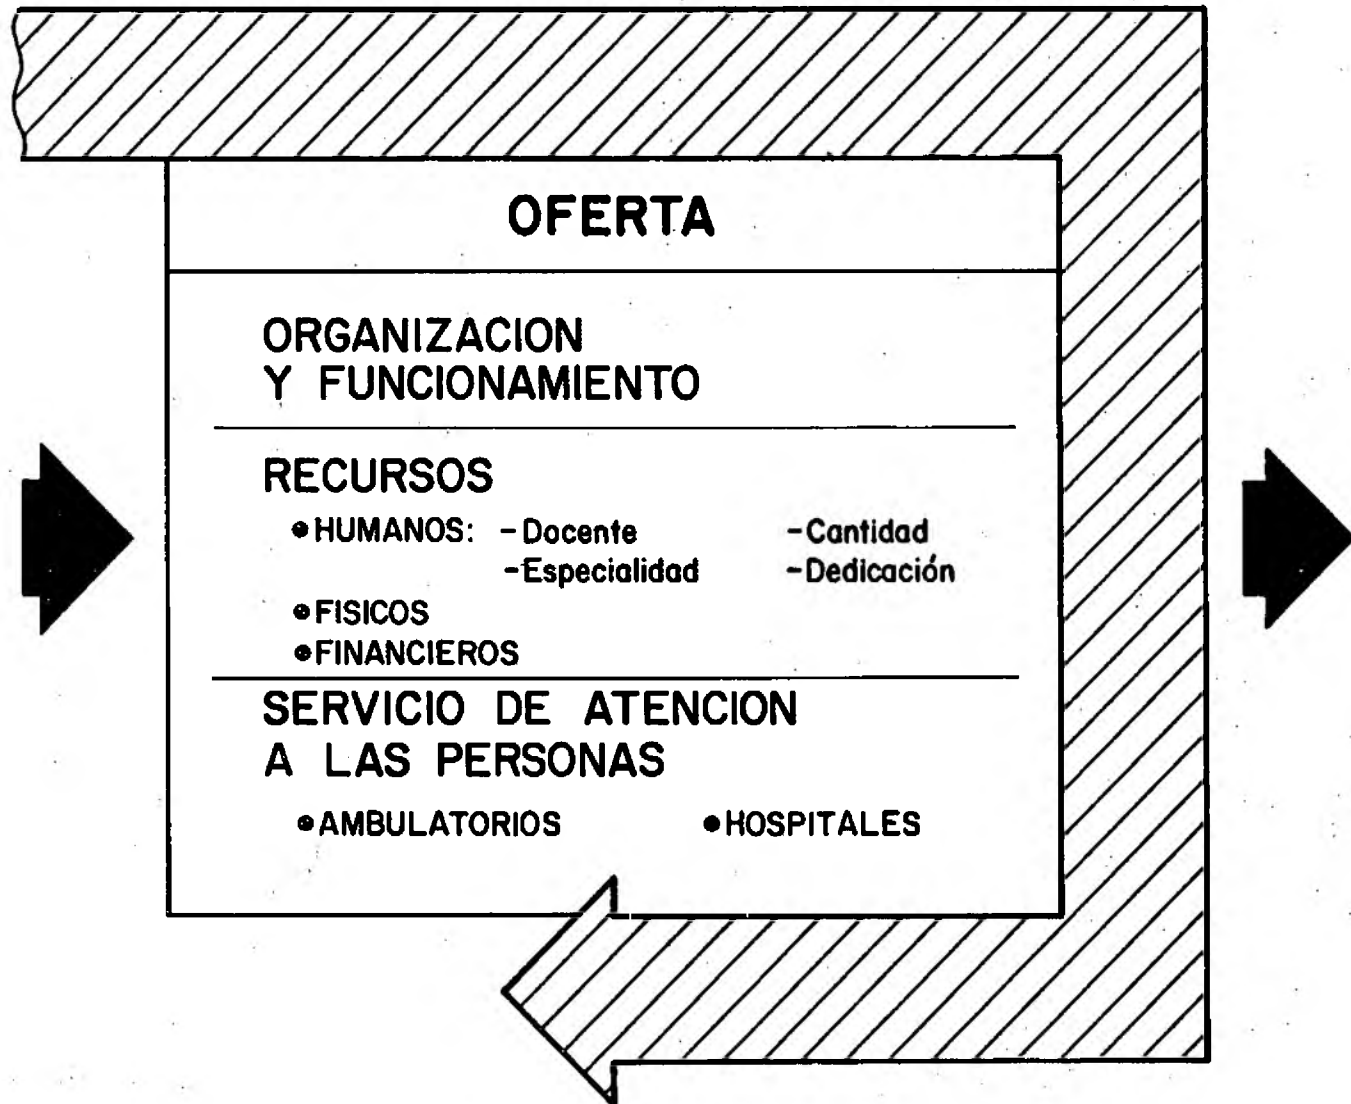 OFERTA
ORGANIZACION
Y FUNCIONAMIENTO
RECURSOS
•HUMANOS: -Docente -Cantidad
-Especialidad -Dedicación
•FISICOS
•FINANCIEROS
SERVICIO DE ATENCION
A LAS PERSONAS
•AMBULATORIOS •HOSPITALES